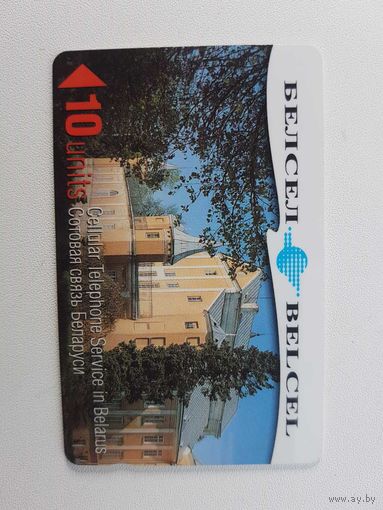 БЕЛСЕЛ BELCEL
10 units
Cellular Telephone Service in Belarus
Сотовая связь Беларуси
www.ay.by